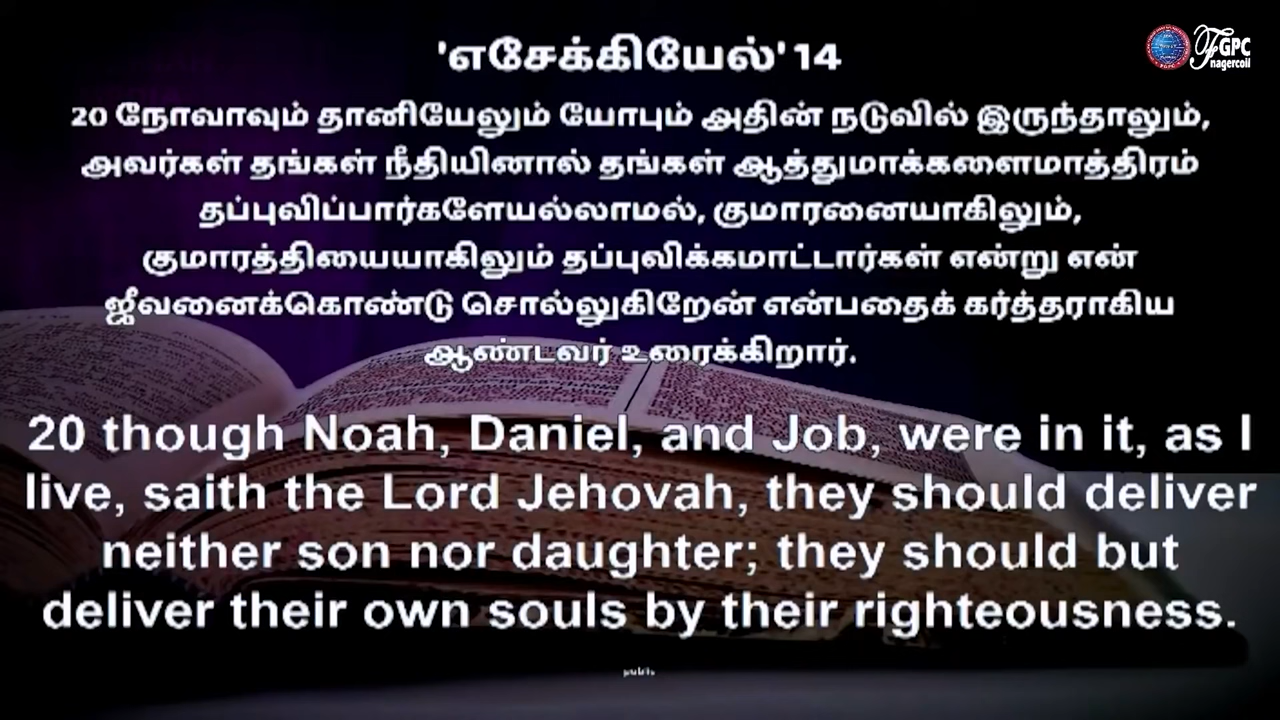 'எசேக்கியேல்' 14
FGPC
nagercoil
20 நோவாவும் தானியேலும் யோபும் அதின் நடுவில் இருந்தாலும்,
அவர்கள் தங்கள் நீதியினால் தங்கள் ஆத்துமாக்களைமாத்திரம்
தப்புவிப்பார்களேயல்லாமல், குமாரனையாகிலும்,
குமாரத்தியையாகிலும் தப்புவிக்கமாட்டார்கள் என்று என்
ஜீவனைக்கொண்டு சொல்லுகிறேன் என்பதைக் கர்த்தராகிய
ஆண்டவர் உரைக்கிறார்.
20 though Noah, Daniel, and Job, were in it, as I
live, saith the Lord Jehovah, they should deliver
neither son nor daughter; they should but
deliver their own souls by their righteousness.